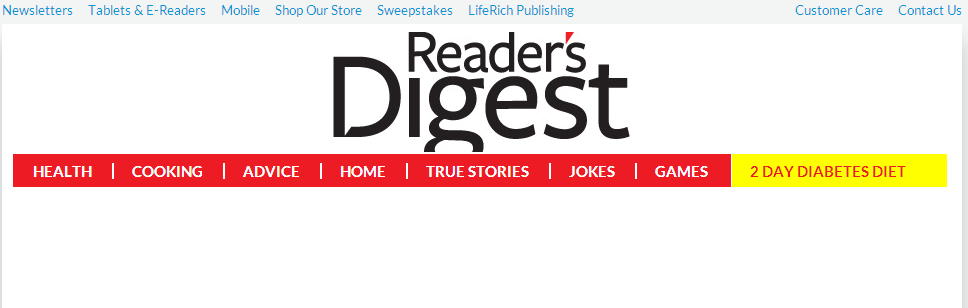 Newsletters Tablets & E-Readers Mobile Shop Our Store Sweepstakes LifeRich Publishing Customer Care Contact Us
Reader's
Digest
HEALTH | COOKING | ADVICE | HOME | TRUE STORIES | JOKES | GAMES 2 DAY DIABETES DIET